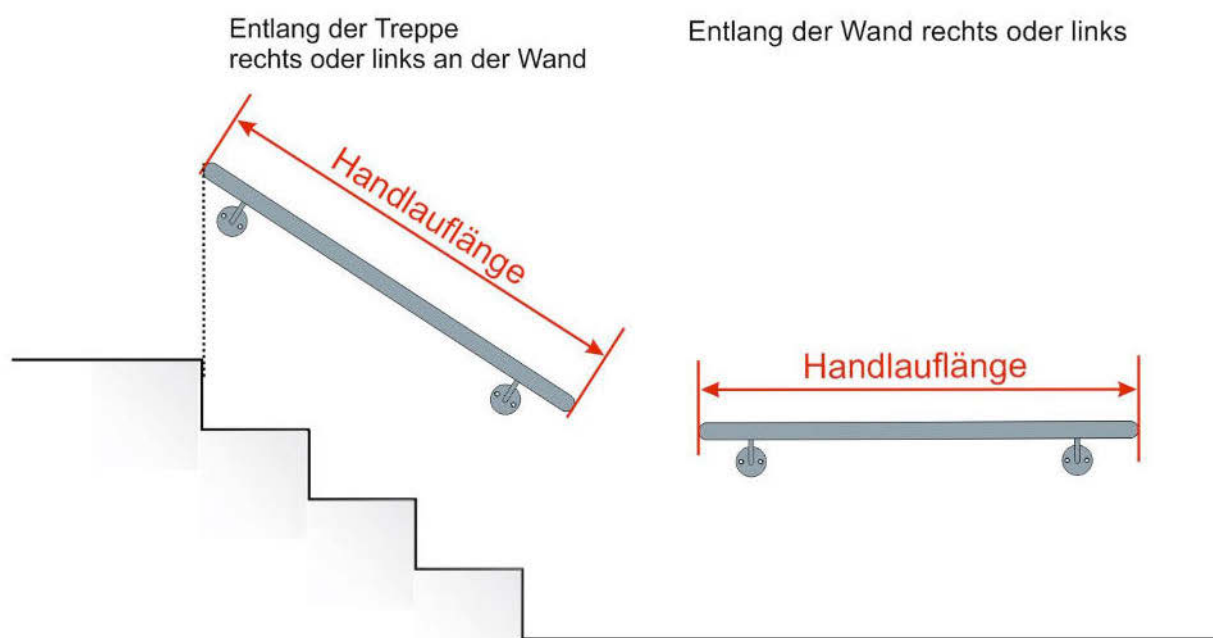 Entlang der Treppe
rechts oder links an der Wand
Entlang der Wand rechts oder links
Handlauflänge
Handlauflänge